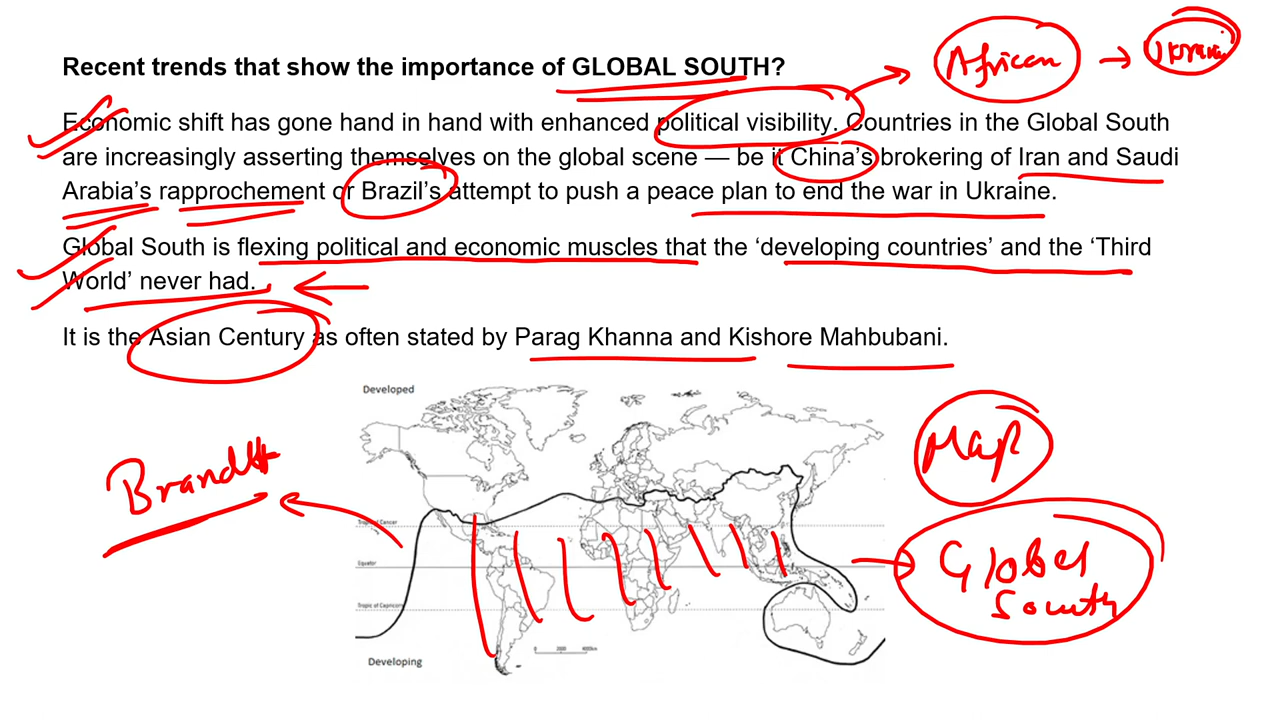 Recent trends that show the importance of GLOBAL SOUTH?
African → Ukraine
Economic shift has gone hand in hand with enhanced political visibility. Countries in the Global South
are increasingly asserting themselves on the global scene — be it China's brokering of Iran and Saudi
Arabia's rapprochement or Brazil's attempt to push a peace plan to end the war in Ukraine.
Global South is flexing political and economic muscles that the 'developing countries' and the 'Third
World' never had.
It is the Asian Century as often stated by Parag Khanna and Kishore Mahbubani.
Developed
Map
Brandt
Tropic of Cancer
Equator
Global
South
Tropic of Capricorn
0 2000 4000km
Developing